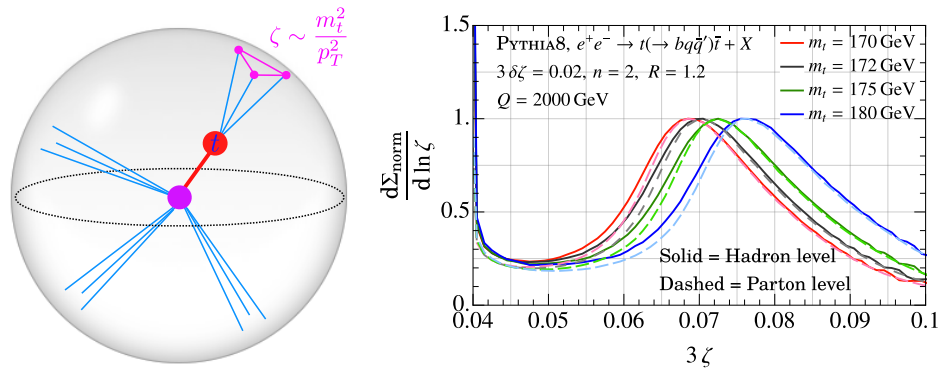 ζ ~ m_t^2 / p_T^2
t
dΣ_norm / d ln ζ
1.5
1.0
0.5
0.
PYTHIA8, e⁺e⁻ → t(→ bqq̄′)t̄ + X
3 δζ = 0.02, n = 2, R = 1.2
Q = 2000 GeV
m_t = 170 GeV
m_t = 172 GeV
m_t = 175 GeV
m_t = 180 GeV
Solid = Hadron level
Dashed = Parton level
0.04 0.05 0.06 0.07 0.08 0.09 0.1
3 ζ